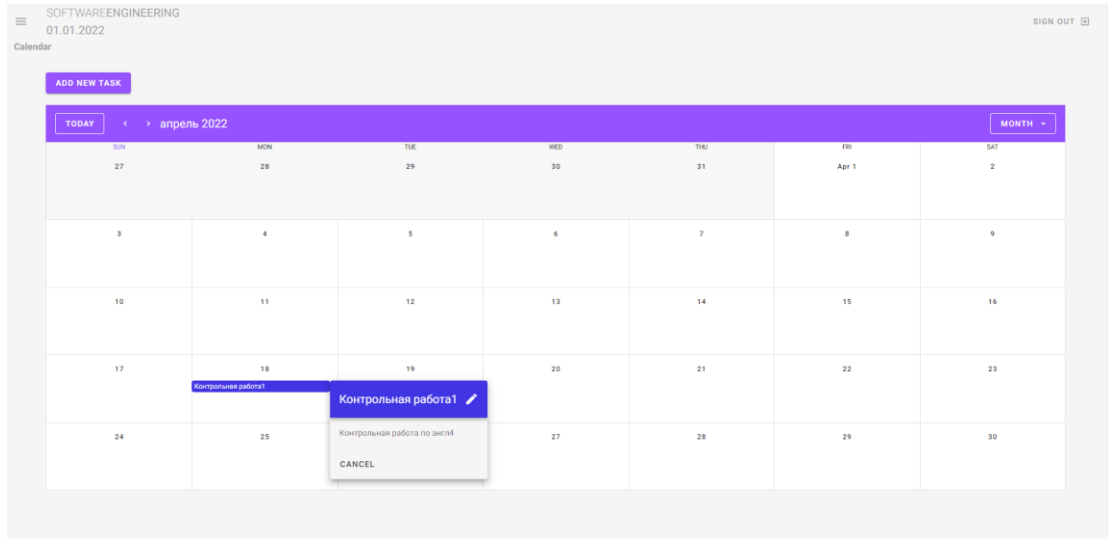 SOFTWAREENGINEERING
01.01.2022
SIGN OUT
Calendar
ADD NEW TASK
TODAY ‹ › апрель 2022 MONTH
SUN MON TUE WED THU FRI SAT
27 28 29 30 31 Apr 1 2
3 4 5 6 7 8 9
10 11 12 13 14 15 16
17 18 19 20 21 22 23
Контрольная работа1
Контрольная работа1
Контрольная работа по англ4
24 25 27 28 29 30
CANCEL